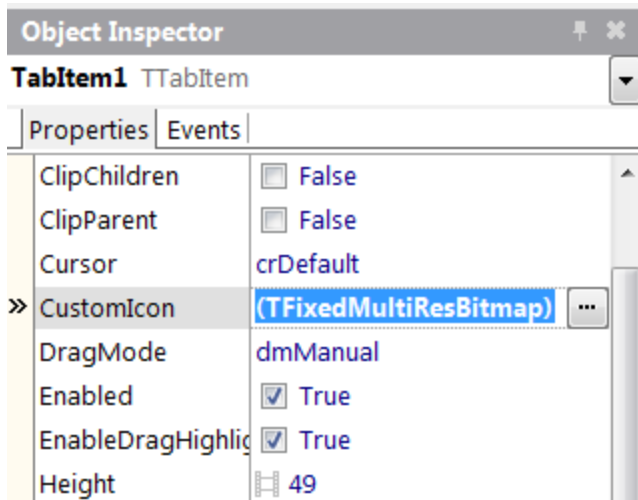 Object Inspector
TabItem1 TTabItem
Properties Events
ClipChildren False
ClipParent False
Cursor crDefault
» CustomIcon (TFixedMultiResBitmap) ...
DragMode dmManual
Enabled True
EnableDragHighlig True
Height 49